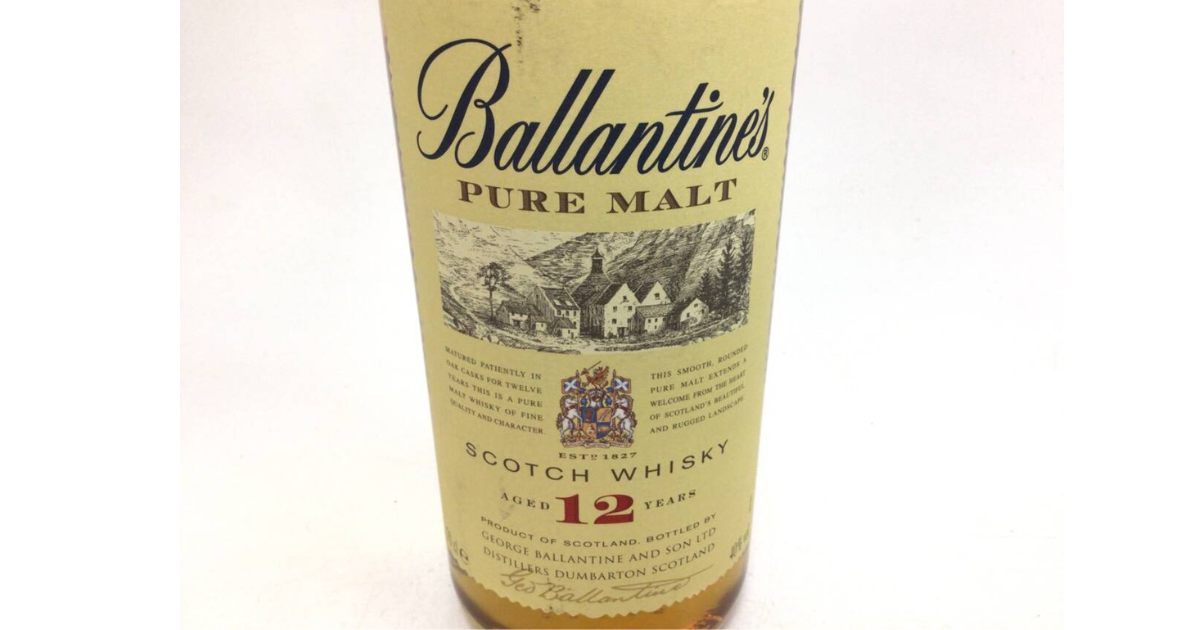 Ballantine's®
PURE MALT
MATURED PATIENTLY IN
OAK CASKS FOR TWELVE
YEARS THIS IS A PURE
MALT WHISKY OF FINE
QUALITY AND CHARACTER
THIS SMOOTH, ROUNDED
PURE MALT EXTENDS A
WELCOME FROM THE HEART
OF SCOTLAND'S BEAUTIFUL
AND RUGGED LANDSCAPE
ESTD 1827
SCOTCH WHISKY
AGED 12 YEARS
PRODUCT OF SCOTLAND. BOTTLED BY
GEORGE BALLANTINE AND SON LTD
DISTILLERS DUMBARTON SCOTLAND
40%
Geo Ballantine